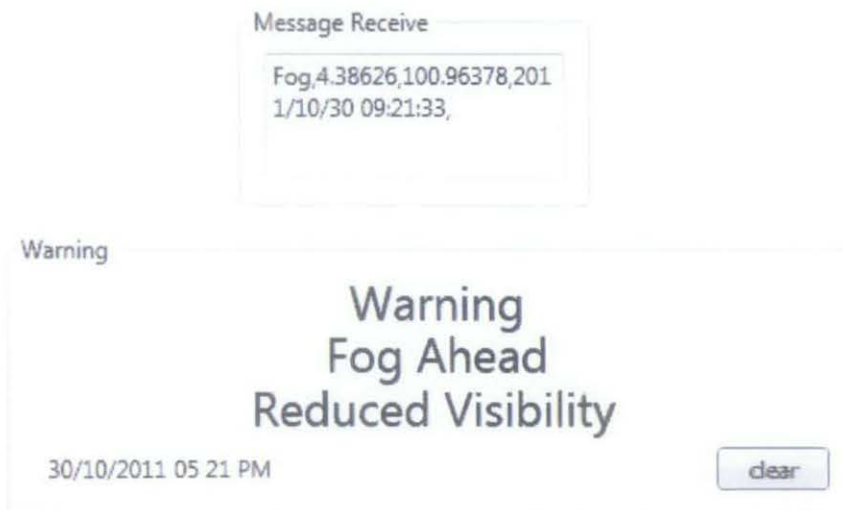 Message Receive
Fog,4.38626,100.96378,201
1/10/30 09:21:33,
Warning
Warning
Fog Ahead
Reduced Visibility
30/10/2011 05 21 PM
clear